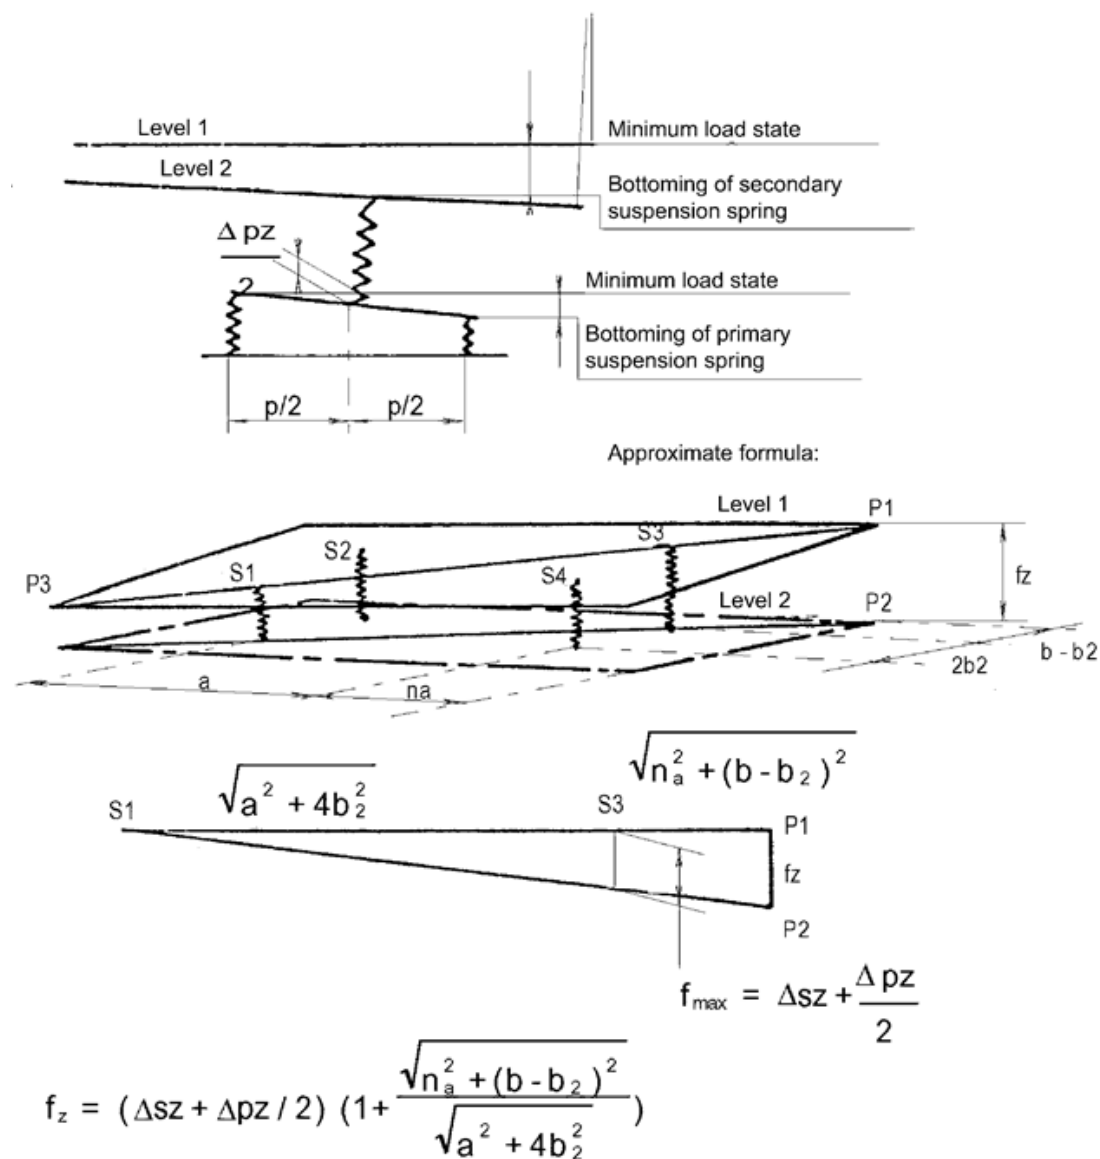 Level 1
Minimum load state
Level 2
Bottoming of secondary
suspension spring
Δ pz
2
Minimum load state
Bottoming of primary
suspension spring
p/2 p/2
Approximate formula:
Level 1 P1
S3
S2
S1
S4
P3
fz
Level 2 P2
b - b2
2b2
a
na
√(n_a² + (b - b₂)²)
√(a² + 4b₂²)
S1 S3 P1
fz
P2
f_max = Δsz + Δpz/2
f_z = (Δsz + Δpz / 2) (1+ √(n_a² + (b - b₂)²) / √(a² + 4b₂²) )